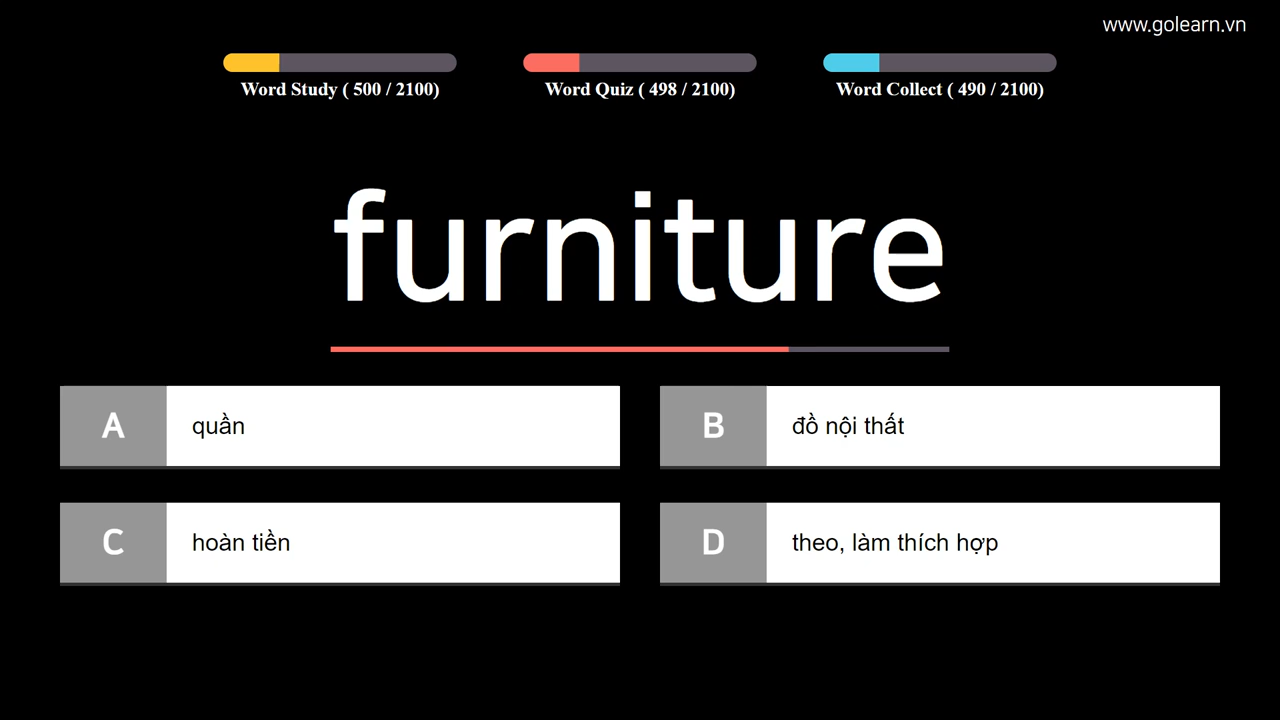 www.golearn.vn
Word Study ( 500 / 2100)
Word Quiz ( 498 / 2100)
Word Collect ( 490 / 2100)
furniture
A quần
B đồ nội thất
C hoàn tiền
D theo, làm thích hợp